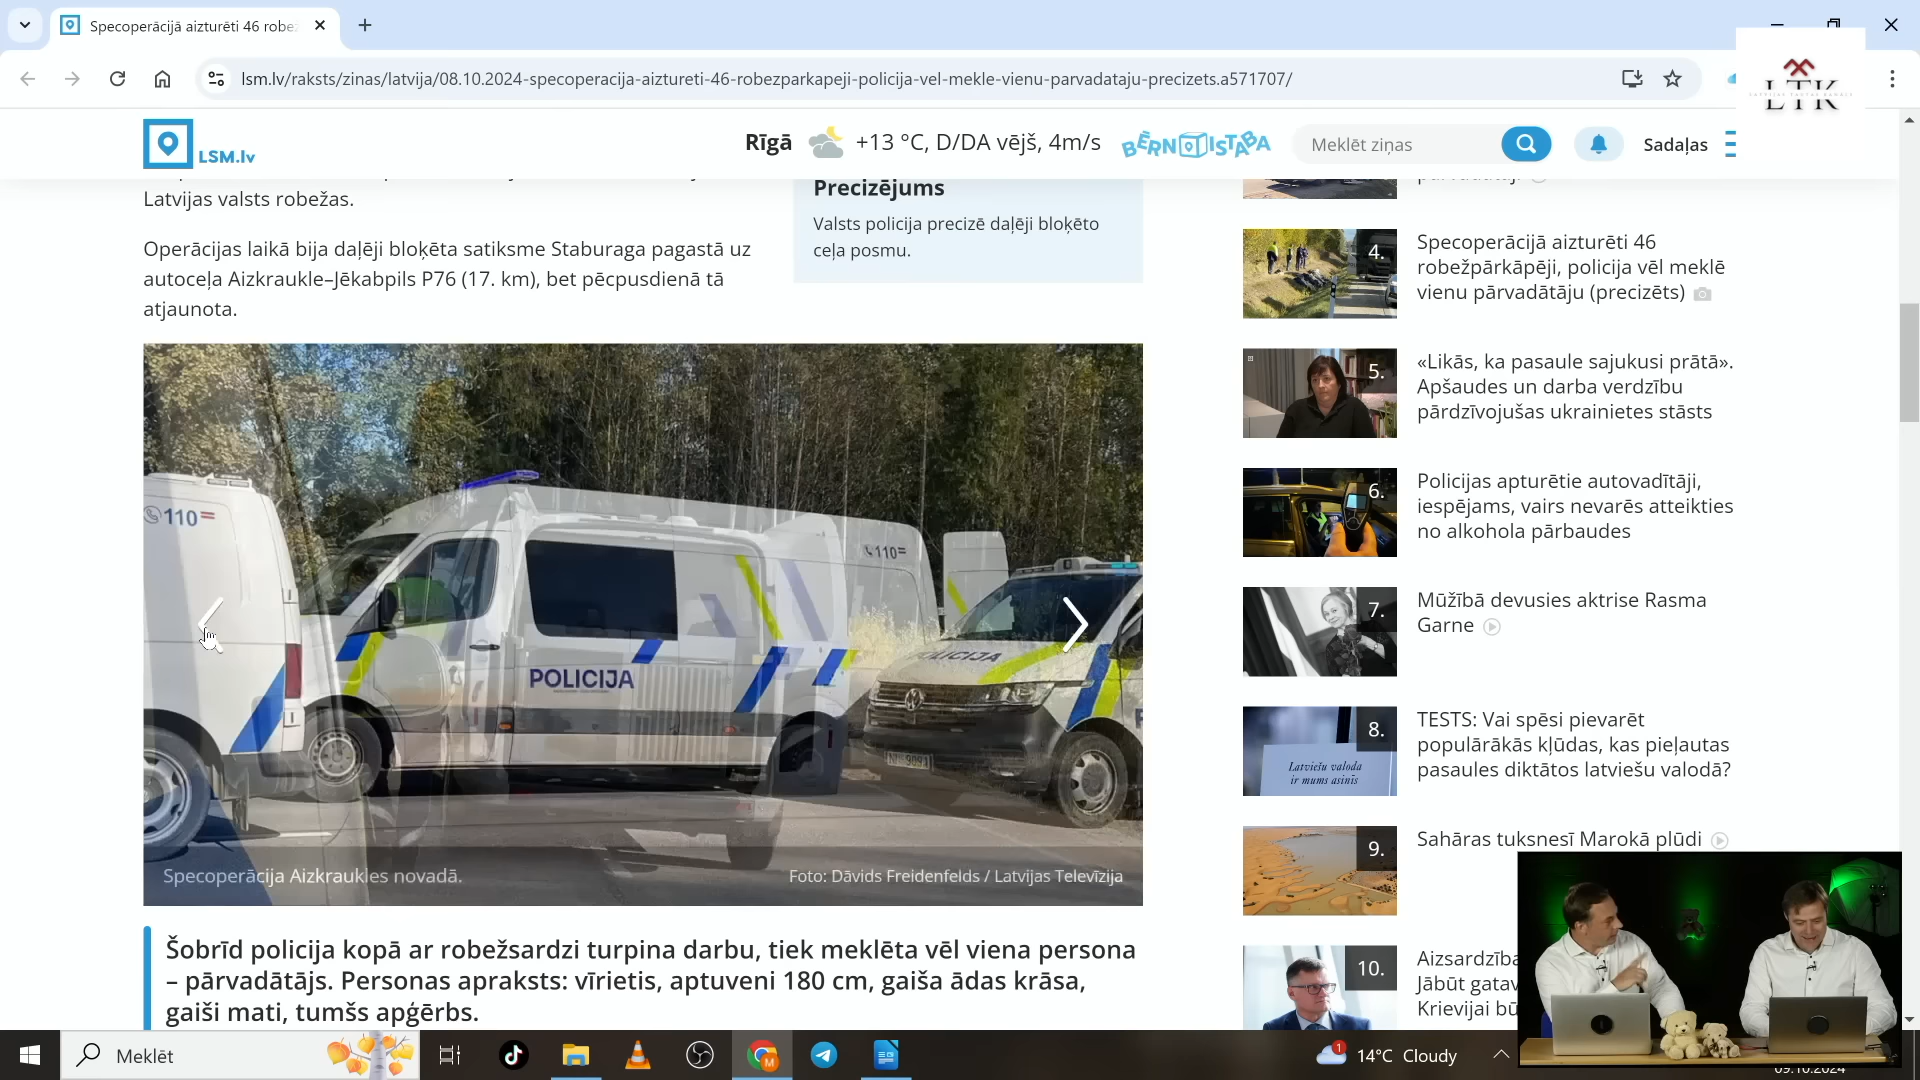 Specoperācijā aizturēti 46 robe
lsm.lv/raksts/zinas/latvija/08.10.2024-specoperacija-aiztureti-46-robezparkapeji-policija-vel-mekle-vienu-parvadataju-precizets.a571707/
LTK
LSM.lv
Rīgā +13 °C, D/DA vējš, 4m/s
BĒRNISTABA
Meklēt ziņas
Sadaļas
Latvijas valsts robežas.
Operācijas laikā bija daļēji bloķēta satiksme Staburaga pagastā uz
autoceļa Aizkraukle–Jēkabpils P76 (17. km), bet pēcpusdienā tā
atjaunota.
Precizējums
Valsts policija precizē daļēji bloķēto
ceļa posmu.
110
110
POLICIJA
POLICIJA
Specoperācija Aizkraukles novadā.
Foto: Dāvids Freidenfelds / Latvijas Televīzija
Šobrīd policija kopā ar robežsardzi turpina darbu, tiek meklēta vēl viena persona
– pārvadātājs. Personas apraksts: vīrietis, aptuveni 180 cm, gaiša ādas krāsa,
gaiši mati, tumšs apģērbs.
4.
Specoperācijā aizturēti 46
robežpārkāpēji, policija vēl meklē
vienu pārvadātāju (precizēts)
5.
«Likās, ka pasaule sajukusi prātā».
Apšaudes un darba verdzību
pārdzīvojušas ukrainietes stāsts
6.
Policijas apturētie autovadītāji,
iespējams, vairs nevarēs atteikties
no alkohola pārbaudes
7.
Mūžībā devusies aktrise Rasma
Garne
8.
Latviešu valoda
ir mums asinīs
TESTS: Vai spēsi pievarēt
populārākās kļūdas, kas pieļautas
pasaules diktātos latviešu valodā?
9.
Sahāras tuksnesī Marokā plūdi
10.
Aizsardzība
Jābūt gatav
Krievijai bū
Meklēt
M
1
14°C Cloudy
09.10.2024